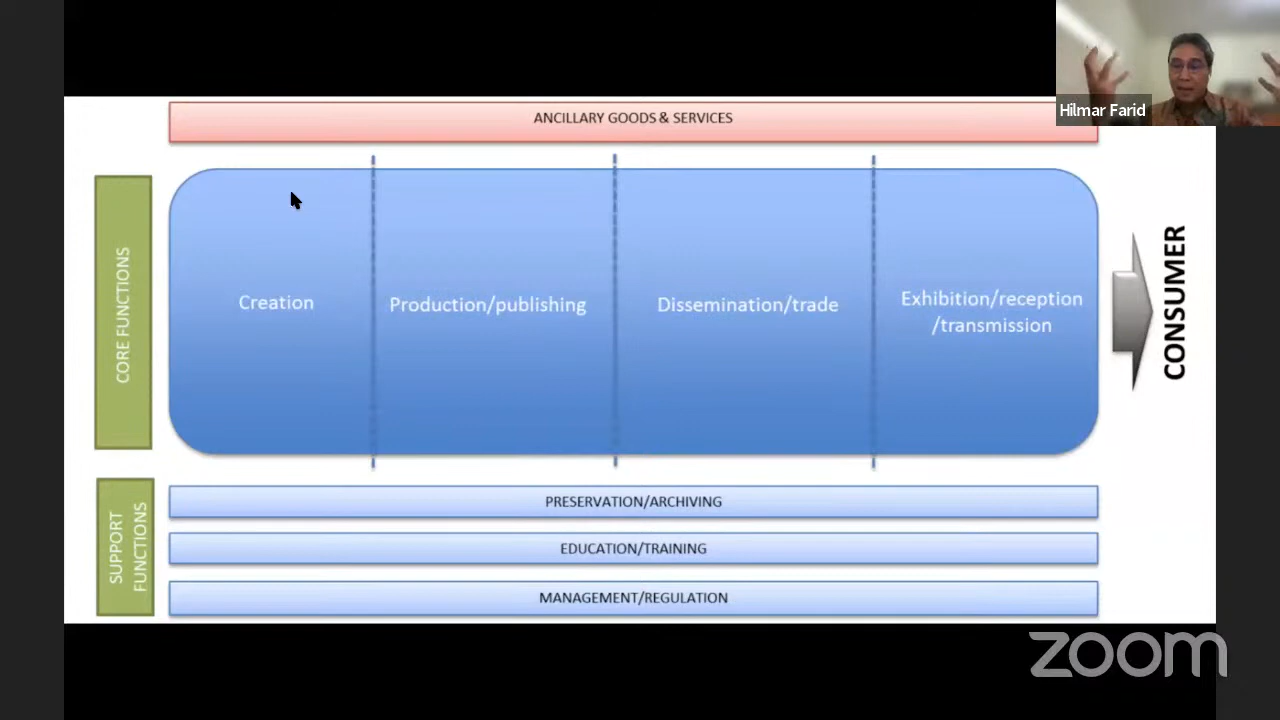 Hilmar Farid
ANCILLARY GOODS & SERVICES
CORE FUNCTIONS
Creation
Production/publishing
Dissemination/trade
Exhibition/reception
/transmission
CONSUMER
SUPPORT
FUNCTIONS
PRESERVATION/ARCHIVING
EDUCATION/TRAINING
MANAGEMENT/REGULATION
zoom